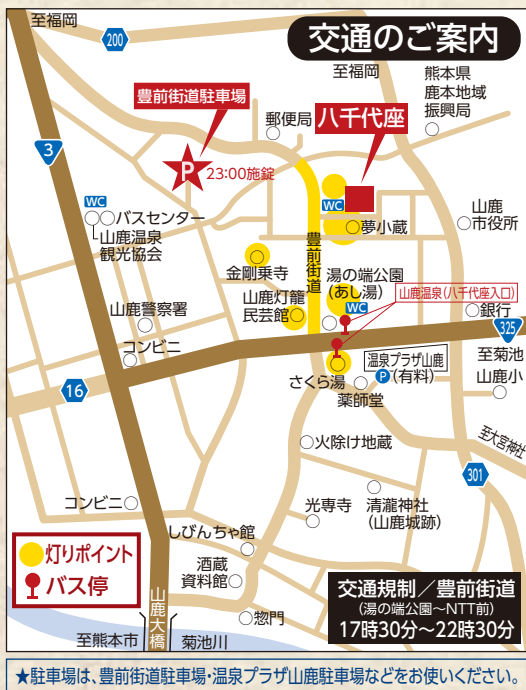 交通のご案内
至福岡
200
至福岡
熊本県
鹿本地域
振興局
豊前街道駐車場
郵便局
八千代座
3
P
23:00施錠
WC
バスセンター
山鹿温泉
観光協会
WC
夢小蔵
山鹿
市役所
豊前街道
金剛乗寺
湯の端公園
(あし湯)
山鹿温泉(八千代座入口)
山鹿灯籠
民芸館
WC
銀行
325
山鹿警察署
コンビニ
至菊池
温泉プラザ山鹿
P(有料)
山鹿小
さくら湯
薬師堂
16
至大宮神社
火除け地蔵
301
コンビニ
光専寺
清瀧神社
(山鹿城跡)
しびんちゃ館
灯りポイント
バス停
酒蔵
資料館
山鹿大橋
惣門
交通規制/豊前街道
(湯の端公園~NTT前)
17時30分~22時30分
至熊本市
菊池川
★駐車場は、豊前街道駐車場・温泉プラザ山鹿駐車場などをお使いください。